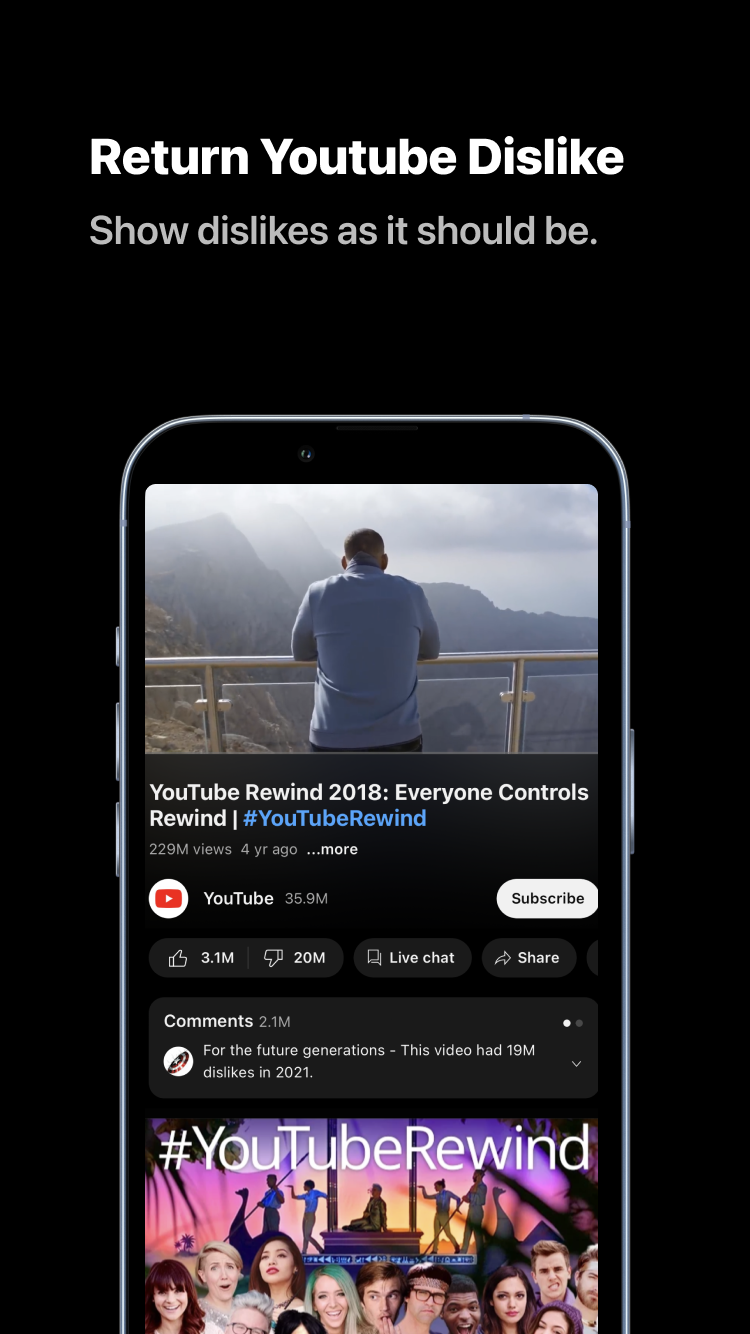 Return Youtube Dislike
Show dislikes as it should be.
YouTube Rewind 2018: Everyone Controls
Rewind | #YouTubeRewind
229M views 4 yr ago ...more
YouTube 35.9M Subscribe
3.1M 20M Live chat Share
Comments 2.1M
For the future generations - This video had 19M
dislikes in 2021.
#YouTubeRewind